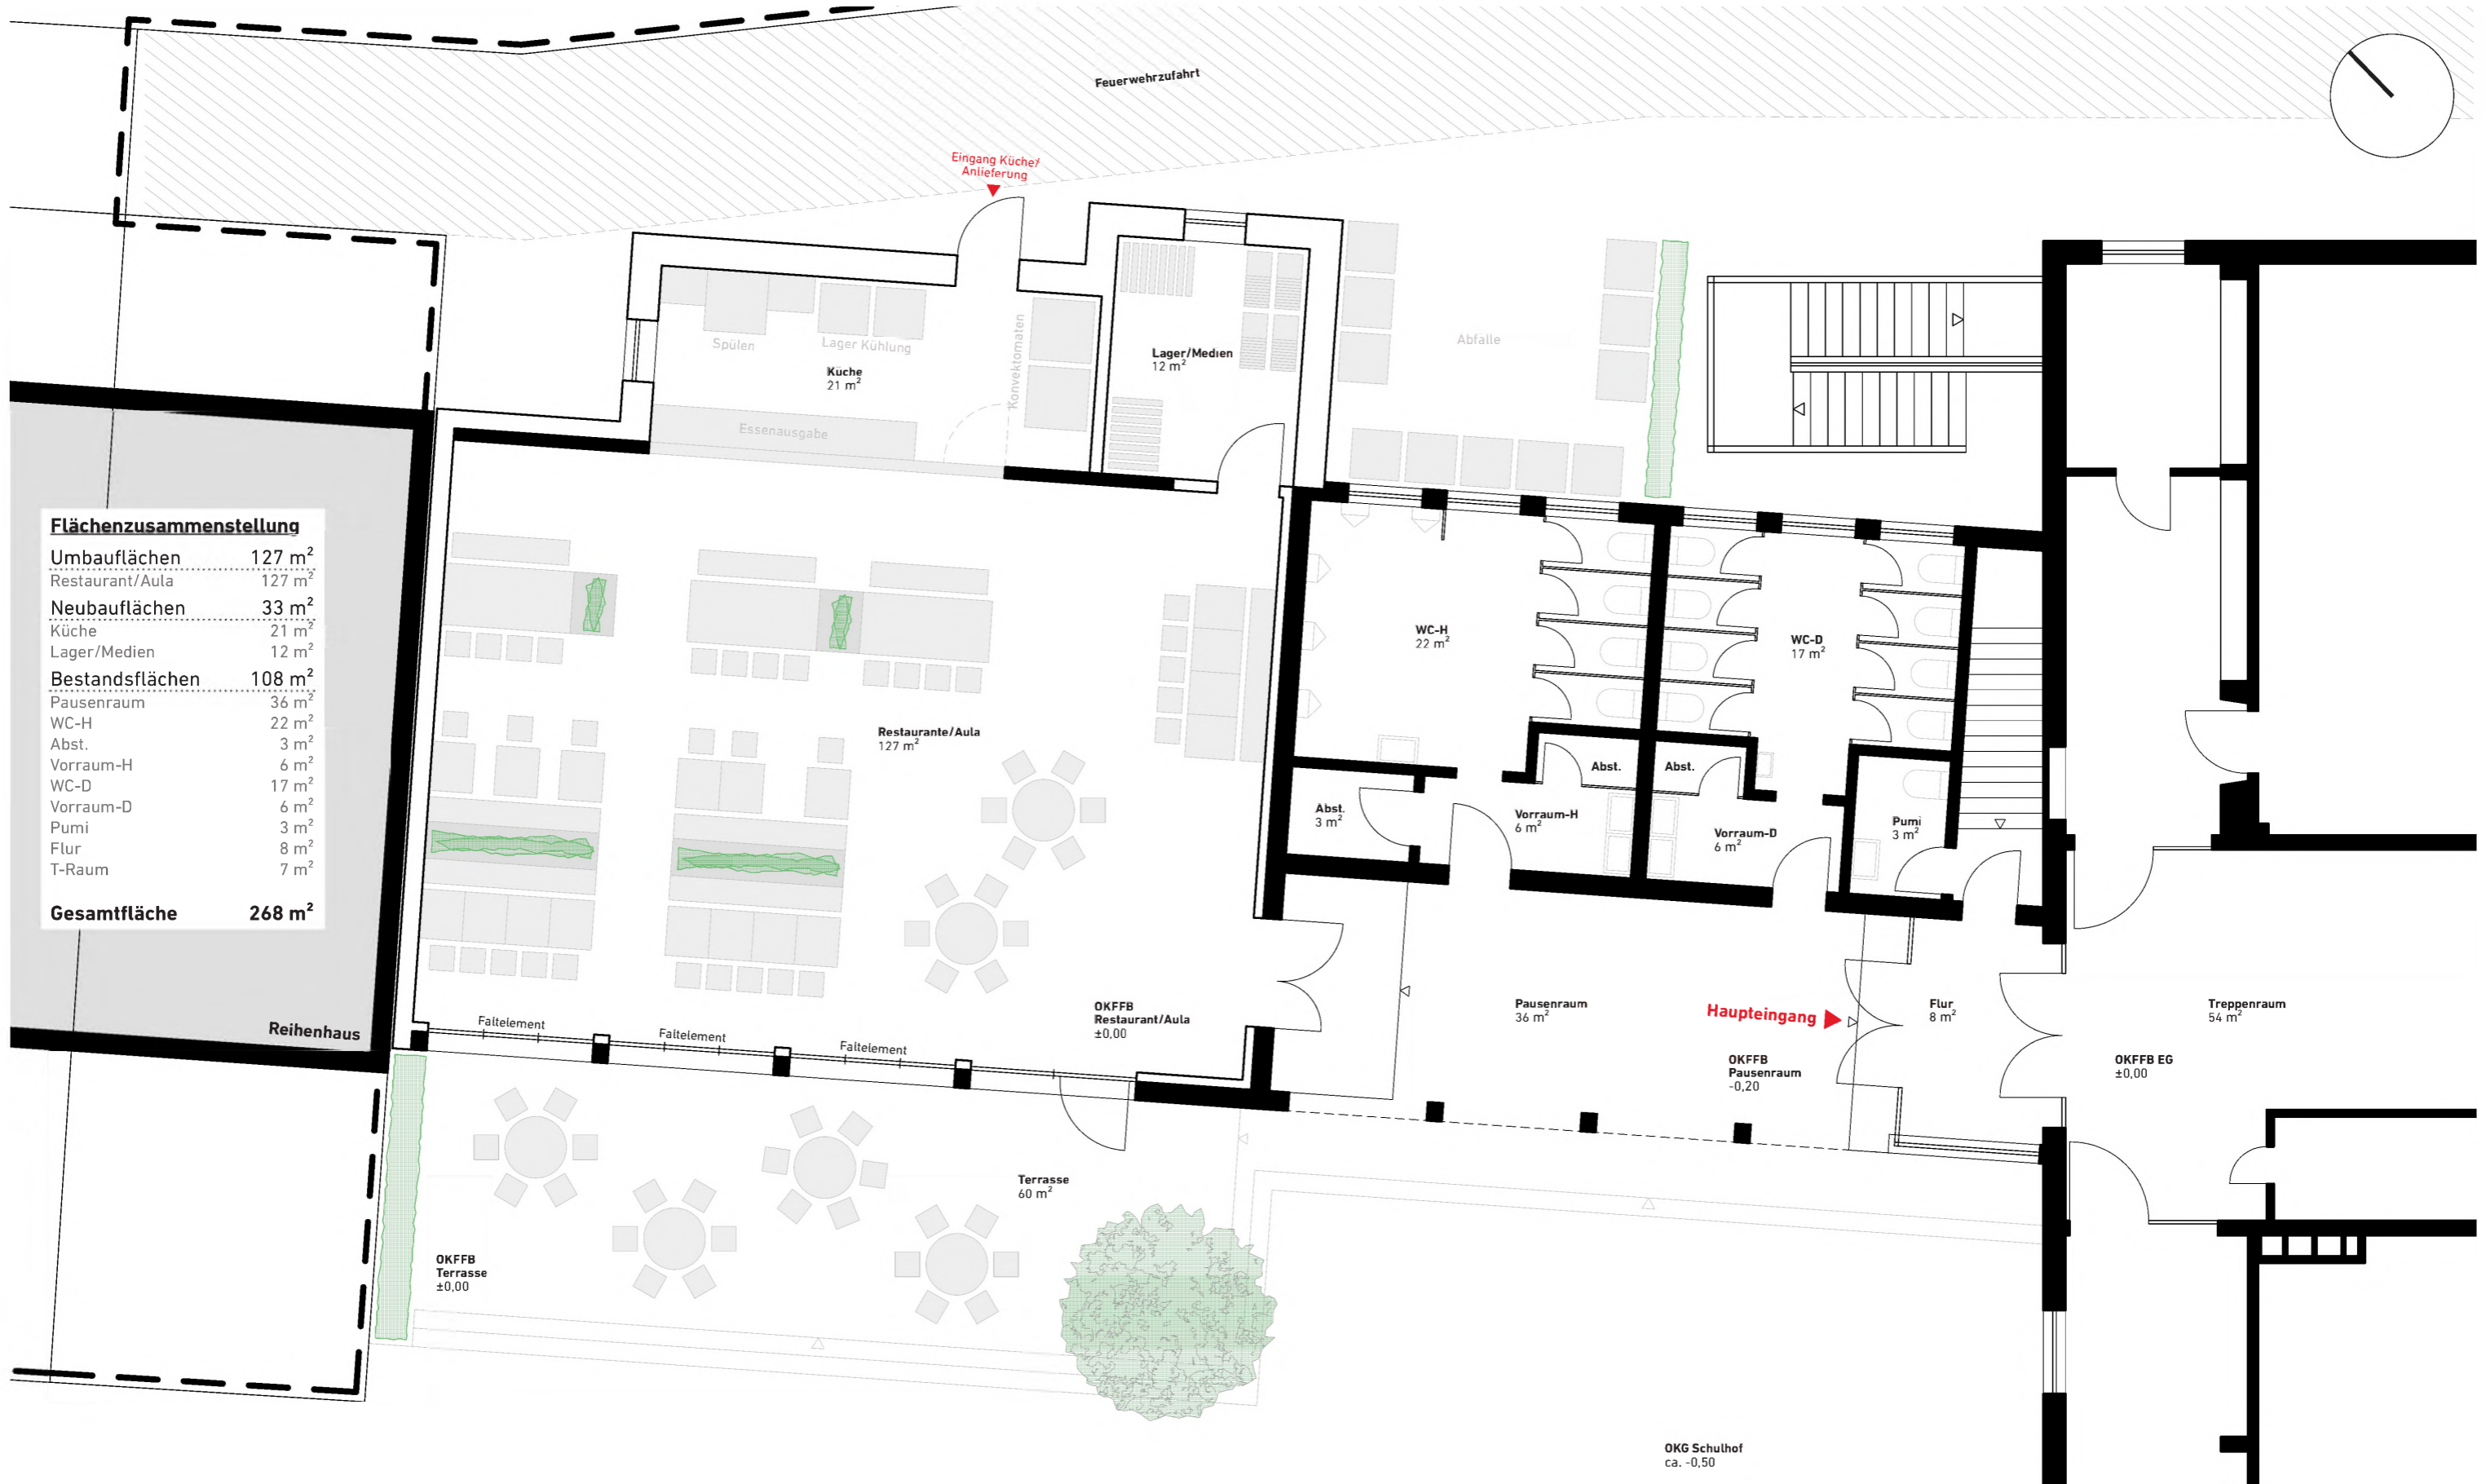 Feuerwehrzufahrt
Eingang Küche/
Anlieferung
Spülen
Lager Kühlung
Konvektomaten
Küche
21 m²
Essenausgabe
Lager/Medien
12 m²
Abfälle
Flächenzusammenstellung
Umbauflächen 127 m²
Restaurant/Aula 127 m²
Neubauflächen 33 m²
Küche 21 m²
Lager/Medien 12 m²
Bestandsflächen 108 m²
Pausenraum 36 m²
WC-H 22 m²
Abst. 3 m²
Vorraum-H 6 m²
WC-D 17 m²
Vorraum-D 6 m²
Pumi 3 m²
Flur 8 m²
T-Raum 7 m²
Gesamtfläche 268 m²
Reihenhaus
Restaurante/Aula
127 m²
WC-H
22 m²
WC-D
17 m²
Abst.
Abst.
Abst.
3 m²
Vorraum-H
6 m²
Vorraum-D
6 m²
Pumi
3 m²
Faltelement
Faltelement
Faltelement
OKFFB
Restaurant/Aula
±0,00
Pausenraum
36 m²
Haupteingang
OKFFB
Pausenraum
-0,20
Flur
8 m²
Treppenraum
54 m²
OKFFB EG
±0,00
Terrasse
60 m²
OKFFB
Terrasse
±0,00
OKG Schulhof
ca. -0,50